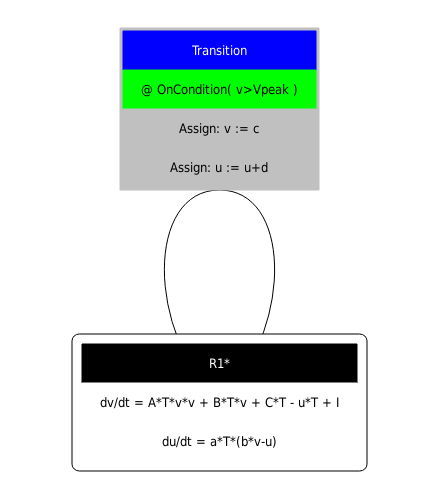 Transition
@ OnCondition( v>Vpeak )
Assign: v := c
Assign: u := u+d
R1*
dv/dt = A*T*v*v + B*T*v + C*T - u*T + I
du/dt = a*T*(b*v-u)